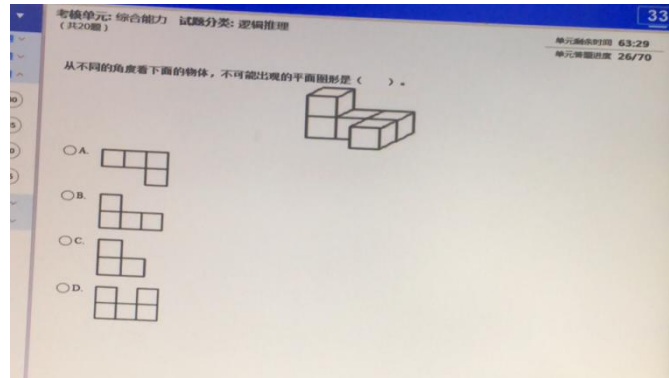 33
考核单元: 综合能力 试题分类: 逻辑推理
(共20题)
单元剩余时间 63:29
单元答题进度 26/70
从不同的角度看下面的物体，不可能出现的平面图形是（ ）。
A.
B.
C.
D.